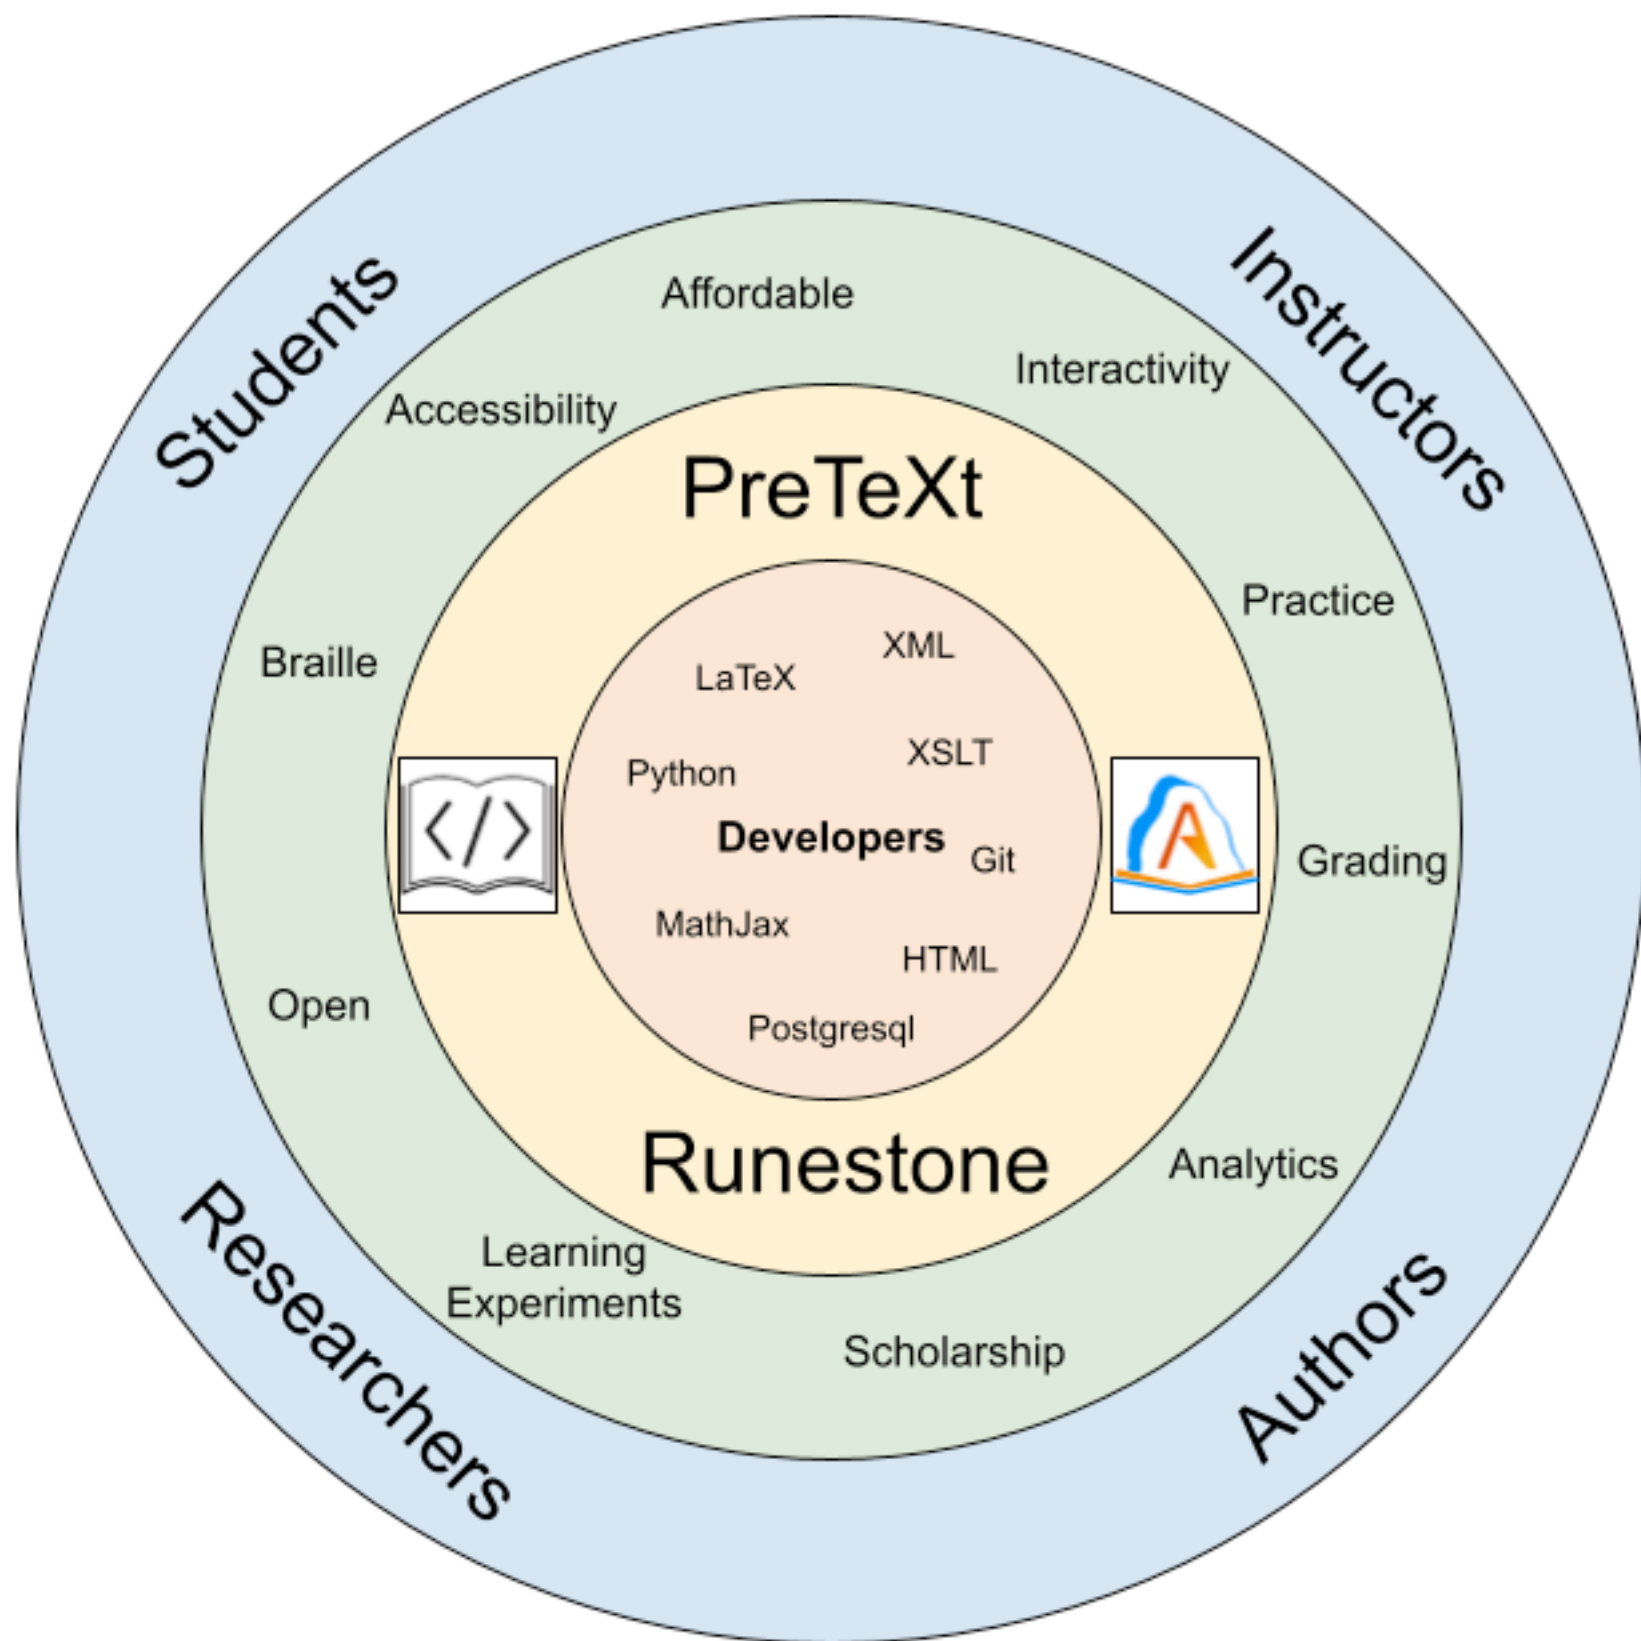 Students
Instructors
Affordable
Interactivity
Accessibility
PreTeXt
Practice
Braille
XML
LaTeX
XSLT
Python
</>
Developers
Git
Grading
MathJax
HTML
Open
Postgresql
Runestone
Analytics
Learning
Experiments
Scholarship
Researchers
Authors